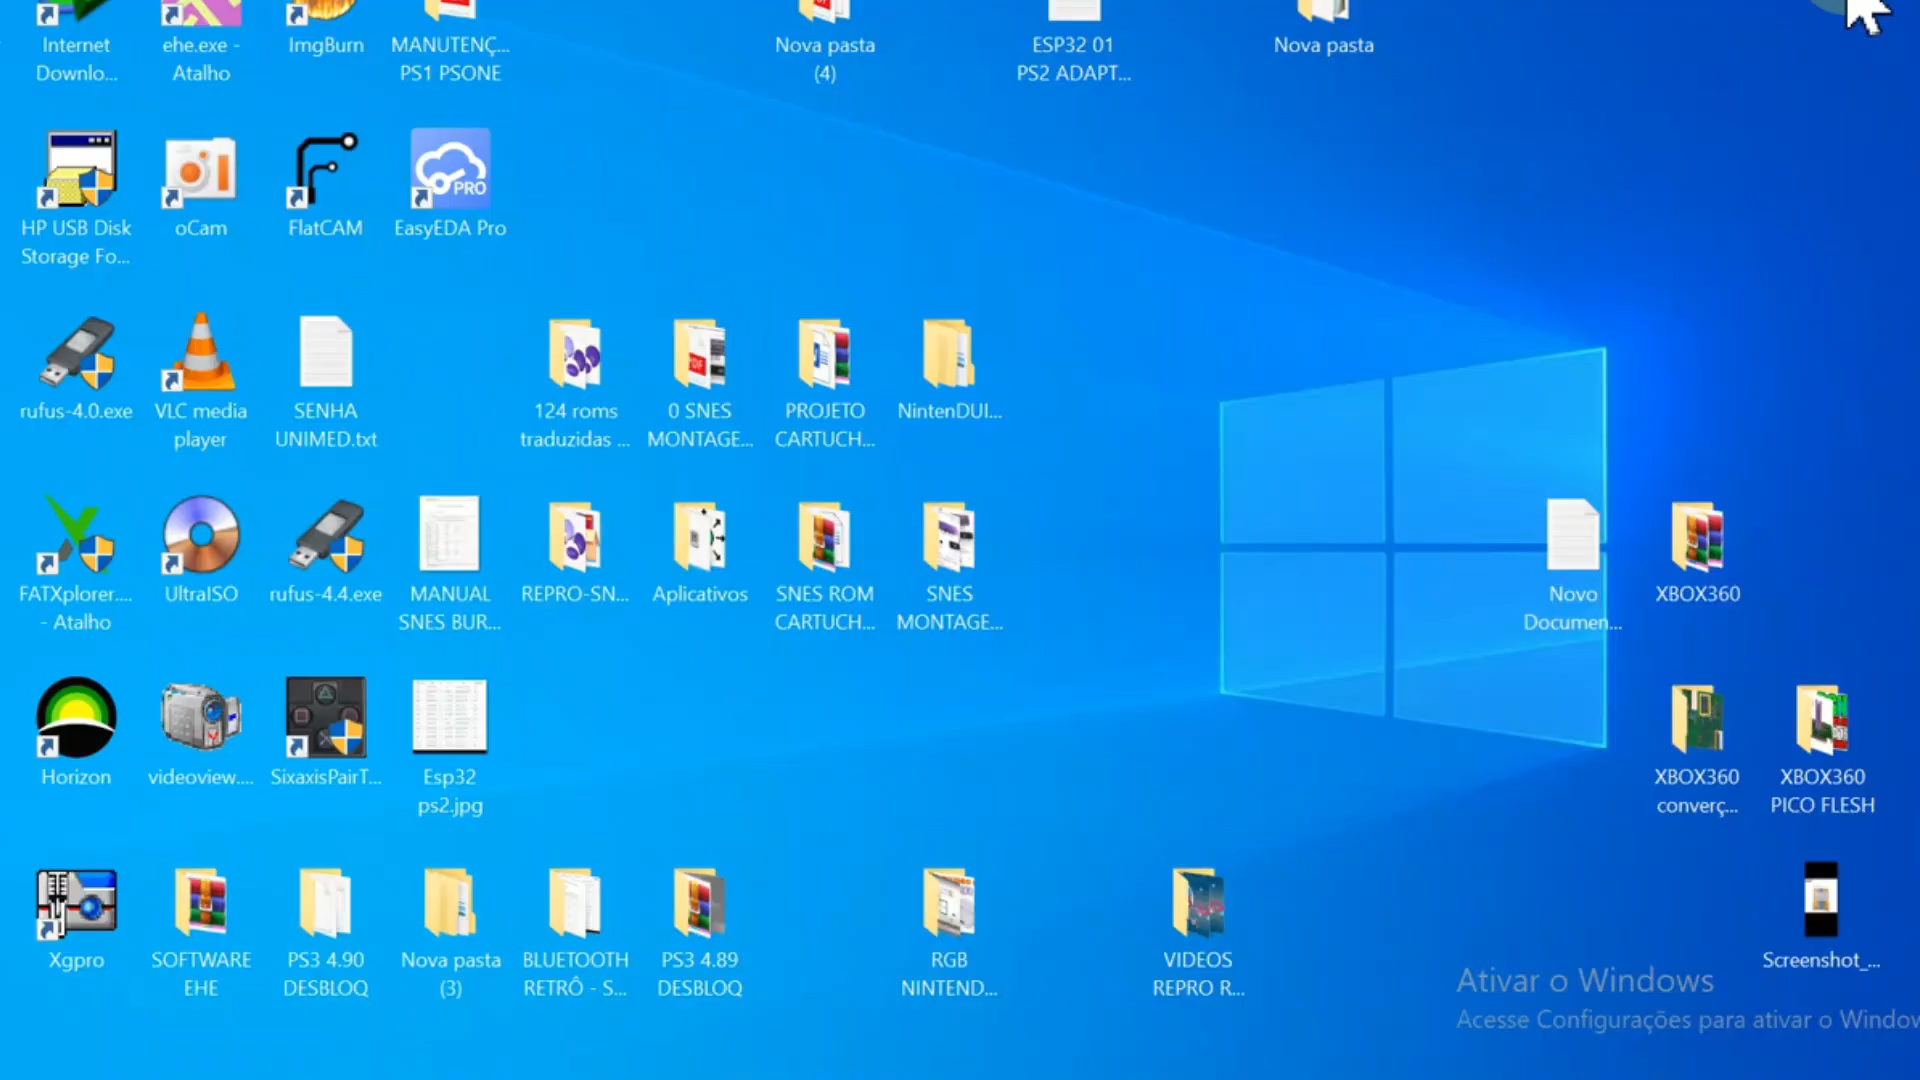 Internet
Downlo...
ehe.exe -
Atalho
ImgBurn
MANUTENÇ...
PS1 PSONE
Nova pasta
(4)
ESP32 01
PS2 ADAPT...
Nova pasta
HP USB Disk
Storage Fo...
oCam
FlatCAM
PRO
EasyEDA Pro
rufus-4.0.exe
VLC media
player
SENHA
UNIMED.txt
124 roms
traduzidas ...
0 SNES
MONTAGE...
PROJETO
CARTUCH...
NintenDUI...
FATXplorer....
- Atalho
UltraISO
rufus-4.4.exe
MANUAL
SNES BUR...
REPRO-SN...
Aplicativos
SNES ROM
CARTUCH...
SNES
MONTAGE...
Novo
Documen...
XBOX360
Horizon
videoview....
SixaxisPairT...
Esp32
ps2.jpg
XBOX360
converç...
XBOX360
PICO FLESH
Xgpro
SOFTWARE
EHE
PS3 4.90
DESBLOQ
Nova pasta
(3)
BLUETOOTH
RETRÔ - S...
PS3 4.89
DESBLOQ
RGB
NINTEND...
VIDEOS
REPRO R...
Screenshot_...
Ativar o Windows
Acesse Configurações para ativar o Window